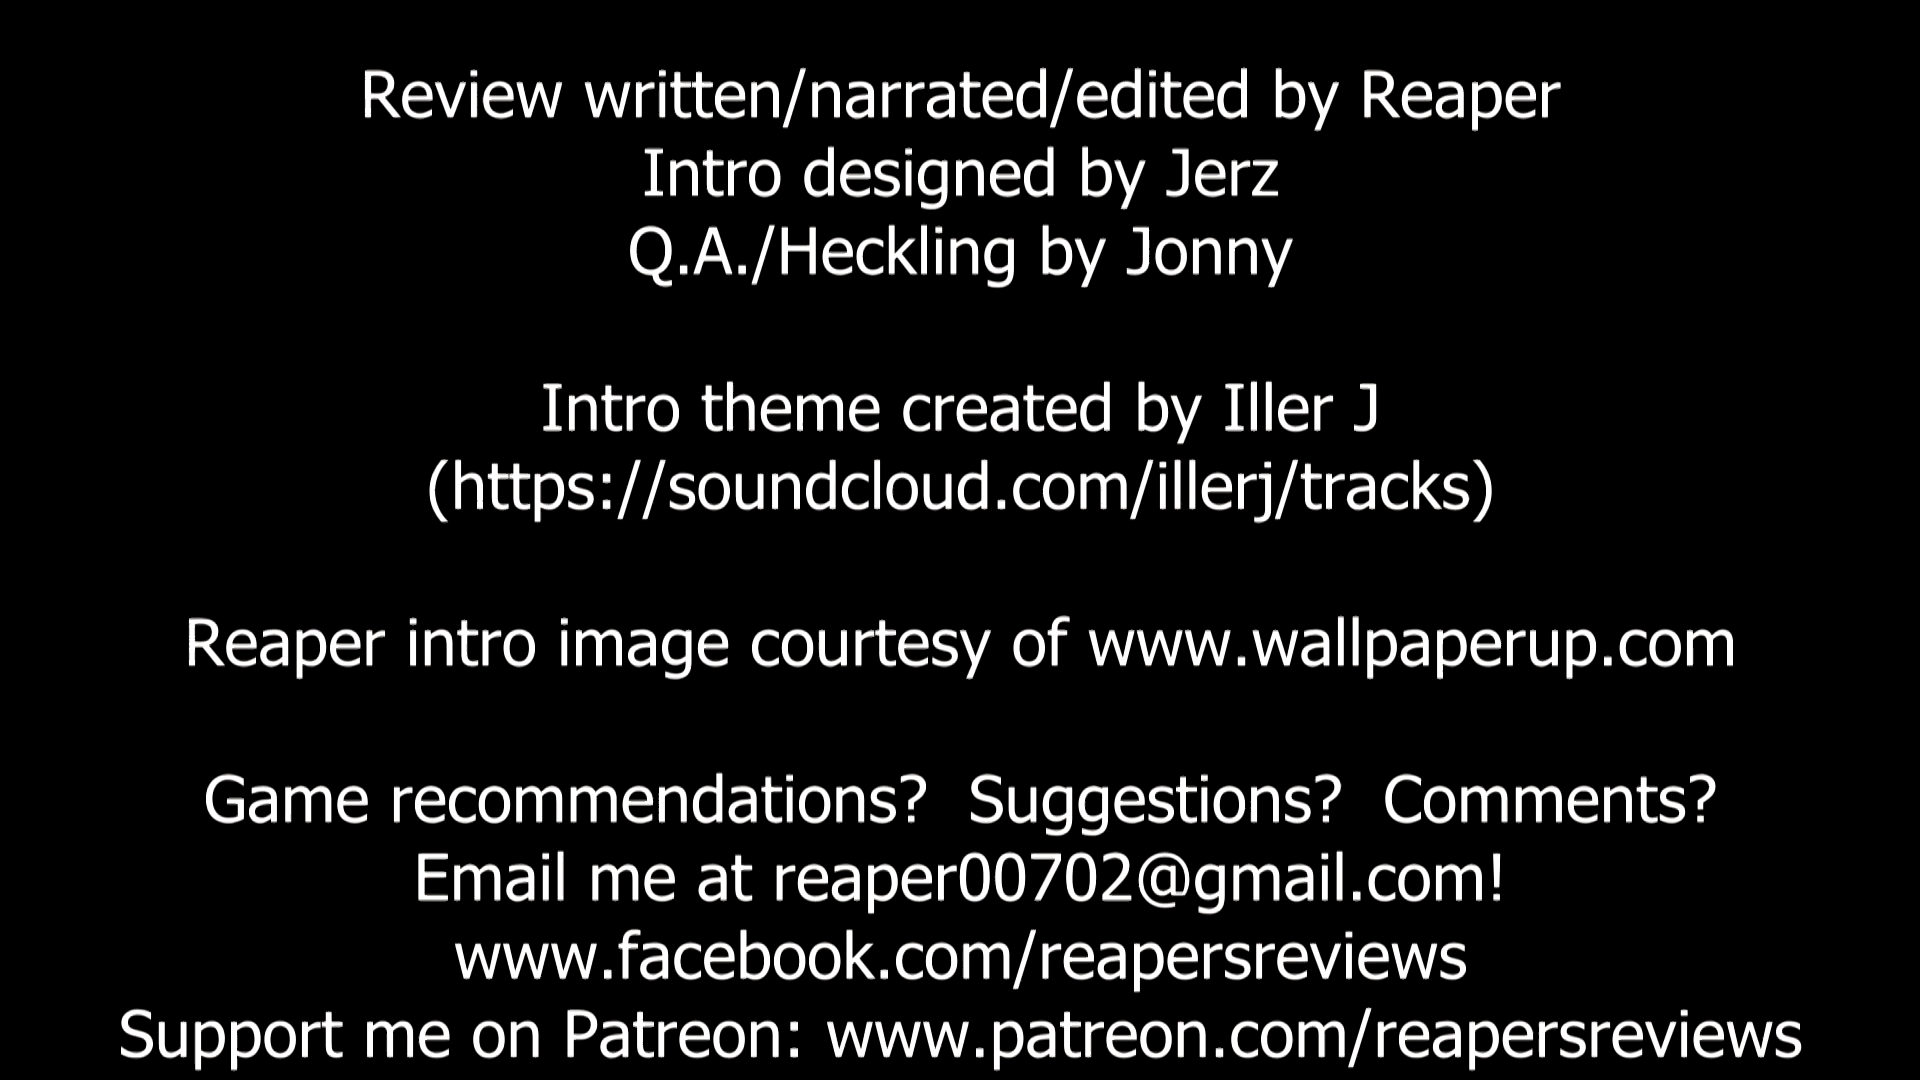 Review written/narrated/edited by Reaper
Intro designed by Jerz
Q.A./Heckling by Jonny
Intro theme created by Iller J
(https://soundcloud.com/illerj/tracks)
Reaper intro image courtesy of www.wallpaperup.com
Game recommendations?  Suggestions?  Comments?
Email me at reaper00702@gmail.com!
www.facebook.com/reapersreviews
Support me on Patreon: www.patreon.com/reapersreviews